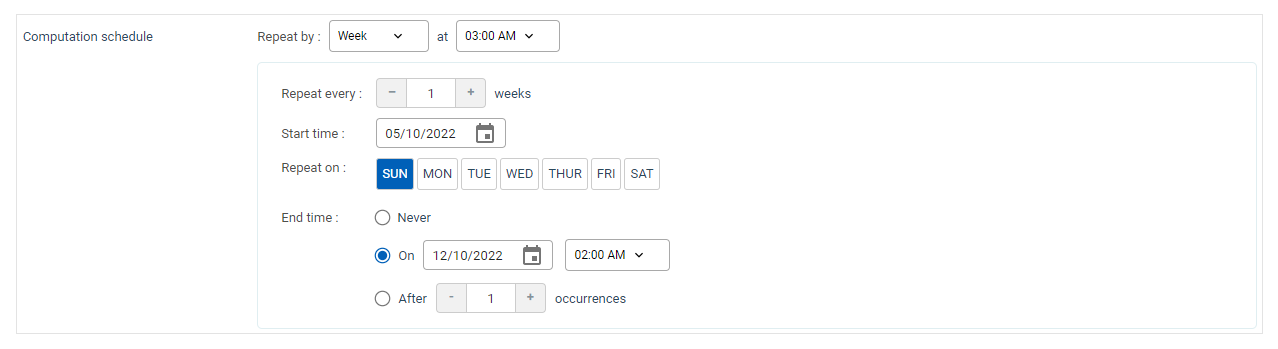 Computation schedule Repeat by : Week at 03:00 AM
Repeat every : − 1 + weeks
Start time : 05/10/2022
Repeat on : SUN MON TUE WED THUR FRI SAT
End time : Never
On 12/10/2022 02:00 AM
After - 1 + occurrences